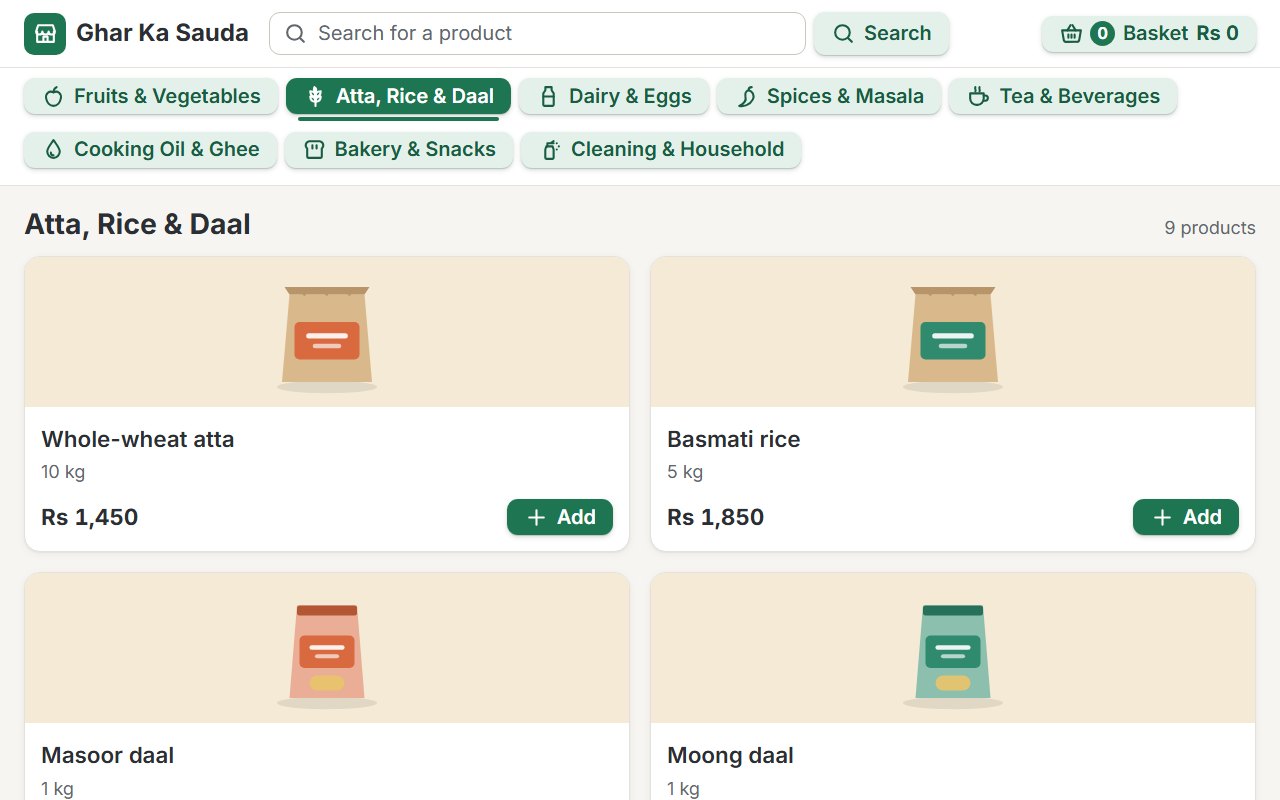 Ghar Ka Sauda
Search for a product
Search
0 Basket Rs 0
Fruits & Vegetables
Atta, Rice & Daal
Dairy & Eggs
Spices & Masala
Tea & Beverages
Cooking Oil & Ghee
Bakery & Snacks
Cleaning & Household
Atta, Rice & Daal
9 products
Whole-wheat atta
10 kg
Rs 1,450
Add
Basmati rice
5 kg
Rs 1,850
Add
Masoor daal
1 kg
Moong daal
1 kg